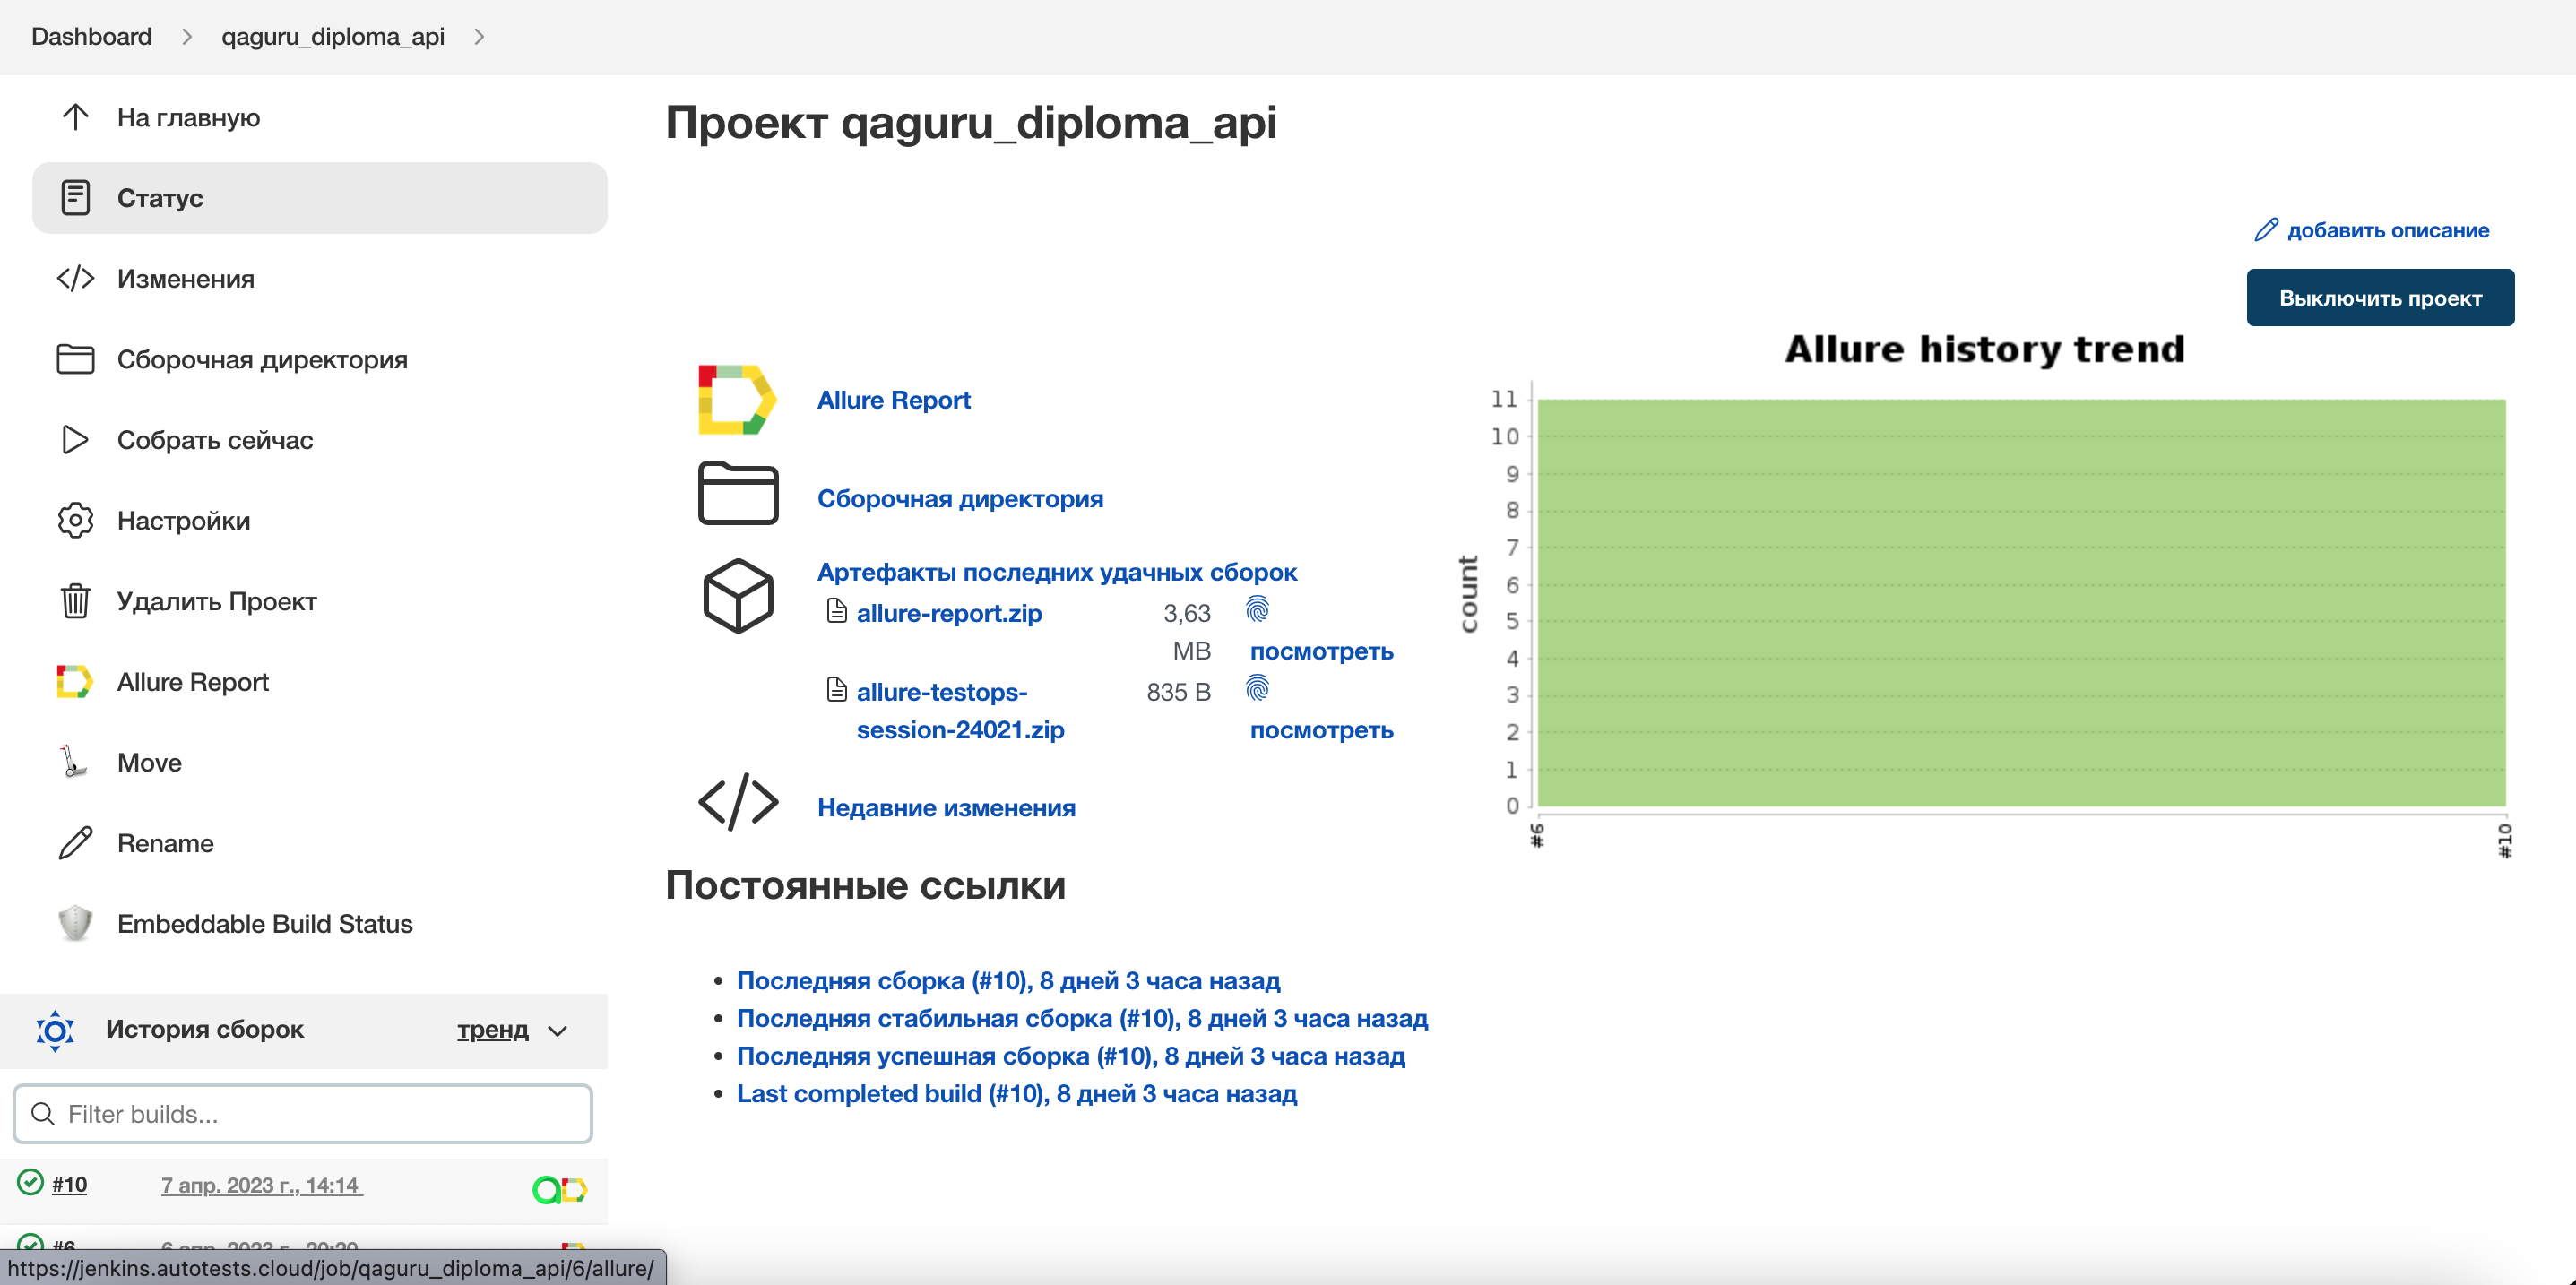 Dashboard
qaguru_diploma_api
На главную
Статус
Изменения
Сборочная директория
Собрать сейчас
Настройки
Удалить Проект
Allure Report
Move
Rename
Embeddable Build Status
История сборок
тренд
Filter builds...
#10
7 апр. 2023 г., 14:14
#6
6 апр. 2023 г., 20:20
https://jenkins.autotests.cloud/job/qaguru_diploma_api/6/allure/
Проект qaguru_diploma_api
добавить описание
Выключить проект
Allure Report
Сборочная директория
Артефакты последних удачных сборок
allure-report.zip
3,63
MB
посмотреть
allure-testops-
835 B
session-24021.zip
посмотреть
Недавние изменения
Allure history trend
count
11
10
9
8
7
6
5
4
3
2
1
0
#6
#10
Постоянные ссылки
Последняя сборка (#10), 8 дней 3 часа назад
Последняя стабильная сборка (#10), 8 дней 3 часа назад
Последняя успешная сборка (#10), 8 дней 3 часа назад
Last completed build (#10), 8 дней 3 часа назад